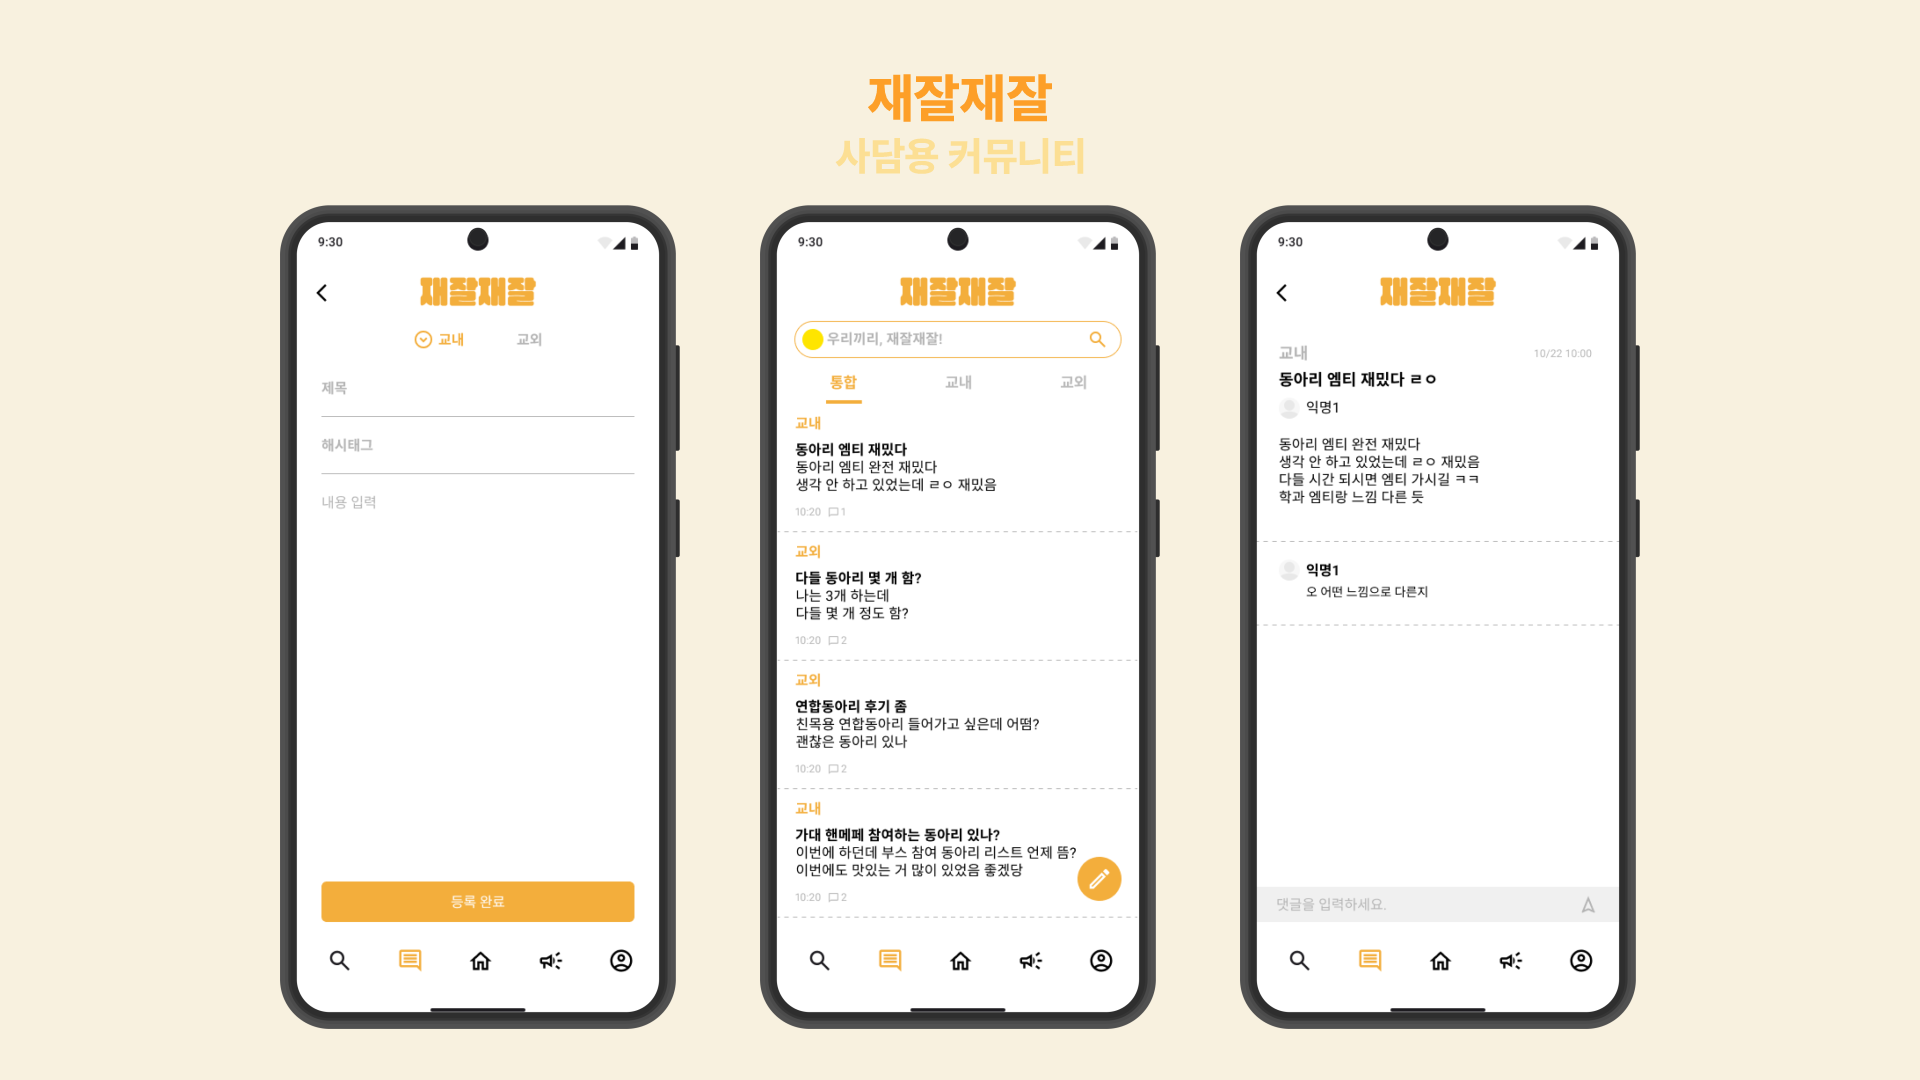 재잘재잘
사담용 커뮤니티
9:30
재잘재잘
교내
교외
제목
해시태그
내용 입력
등록 완료
9:30
재잘재잘
우리끼리, 재잘재잘!
통합
교내
교외
교내
동아리 엠티 재밌다
동아리 엠티 완전 재밌다
생각 안 하고 있었는데 ㄹㅇ 재밌음
10:20 1
교외
다들 동아리 몇 개 함?
나는 3개 하는데
다들 몇 개 정도 함?
10:20 2
교외
연합동아리 후기 좀
친목용 연합동아리 들어가고 싶은데 어떰?
괜찮은 동아리 있나
10:20 2
교내
가대 핸메페 참여하는 동아리 있나?
이번에 하던데 부스 참여 동아리 리스트 언제 뜸?
이번에도 맛있는 거 많이 있었음 좋겠당
10:20 2
9:30
재잘재잘
교내
10/22 10:00
동아리 엠티 재밌다 ㄹㅇ
익명1
동아리 엠티 완전 재밌다
생각 안 하고 있었는데 ㄹㅇ 재밌음
다들 시간 되시면 엠티 가시길 ㅋㅋ
학과 엠티랑 느낌 다른 듯
익명1
오 어떤 느낌으로 다른지
댓글을 입력하세요.